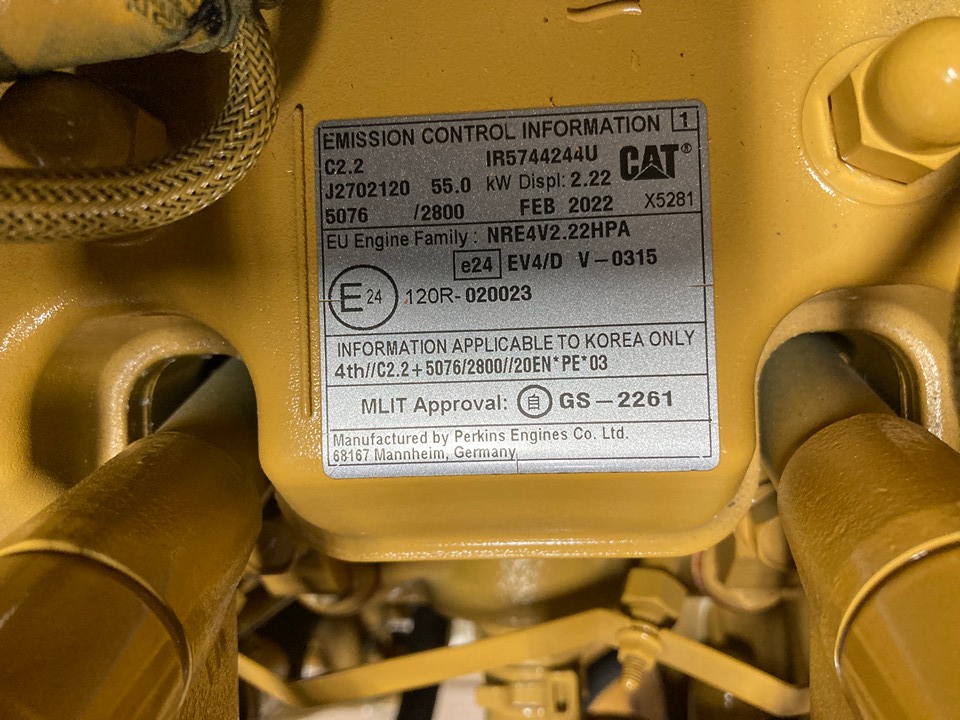 EMISSION CONTROL INFORMATION 1
C2.2 IR5744244U CAT®
J2702120 55.0 kW Displ: 2.22
5076 /2800 FEB 2022 X5281
EU Engine Family : NRE4V2.22HPA
e24 EV4/D V-0315
E 24 120R-020023
INFORMATION APPLICABLE TO KOREA ONLY
4th//C2.2+5076/2800//20EN*PE*03
MLIT Approval: 自 GS-2261
Manufactured by Perkins Engines Co. Ltd.
68167 Mannheim, Germany